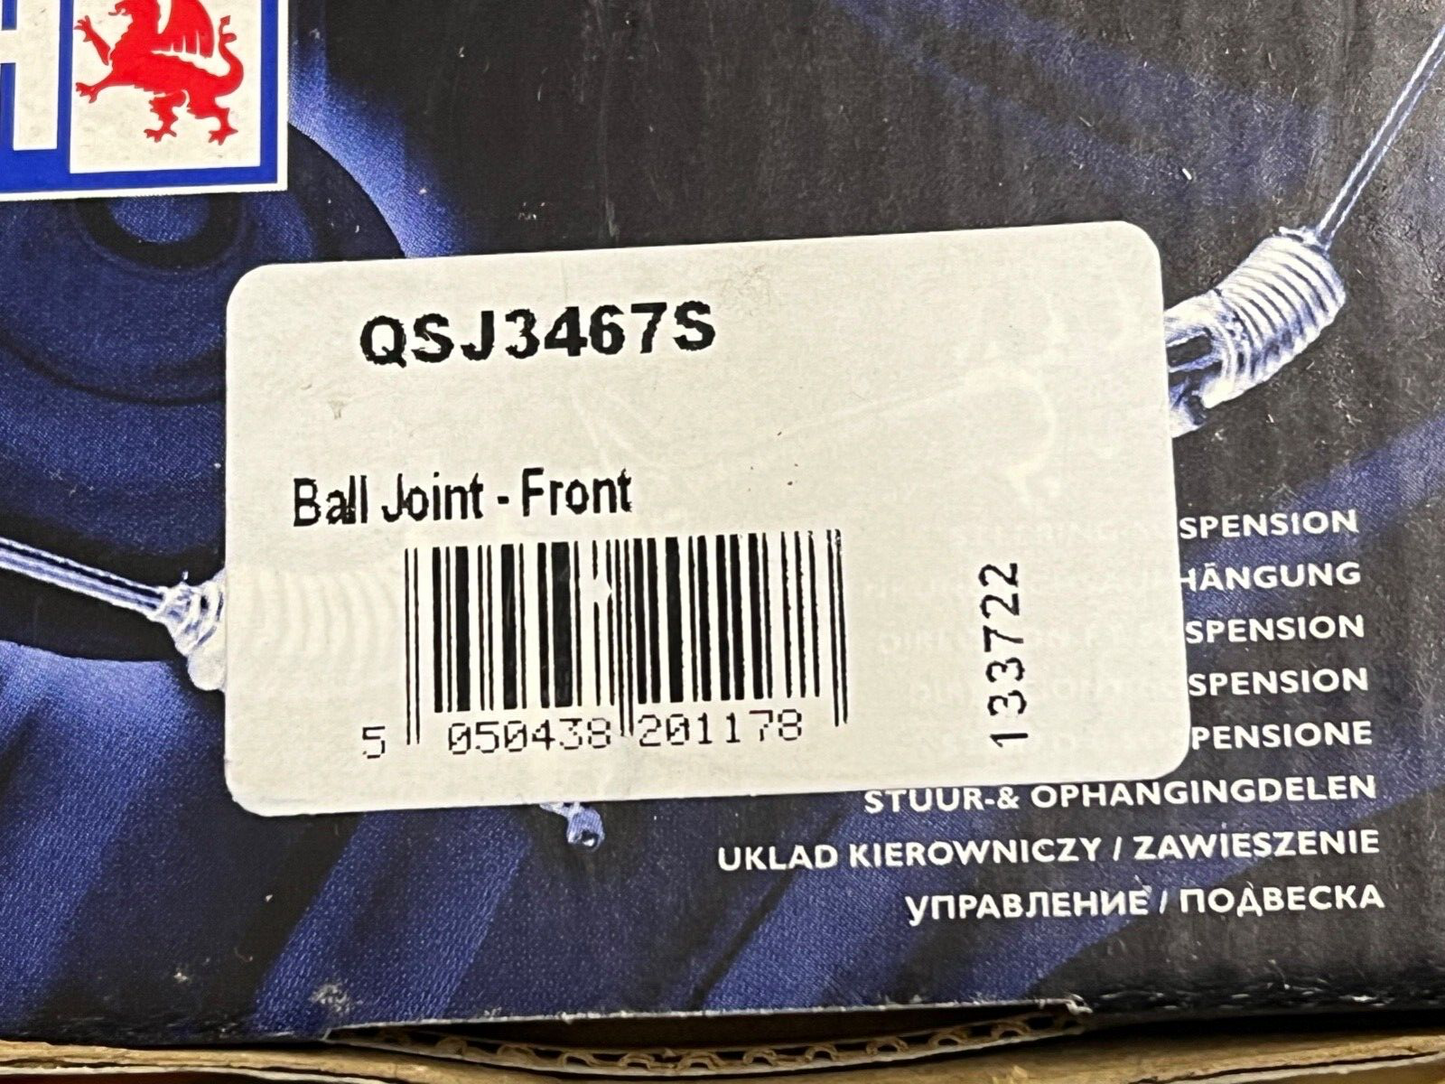 H
QSJ3467S
Ball Joint - Front
5 050438 201178
133722
SPENSION
HÄNGUNG
SPENSION
SPENSION
PENSIONE
STUUR-& OPHANGINGDELEN
UKLAD KIEROWNICZY / ZAWIESZENIE
УПРАВЛЕНИЕ / ПОДВЕСКА